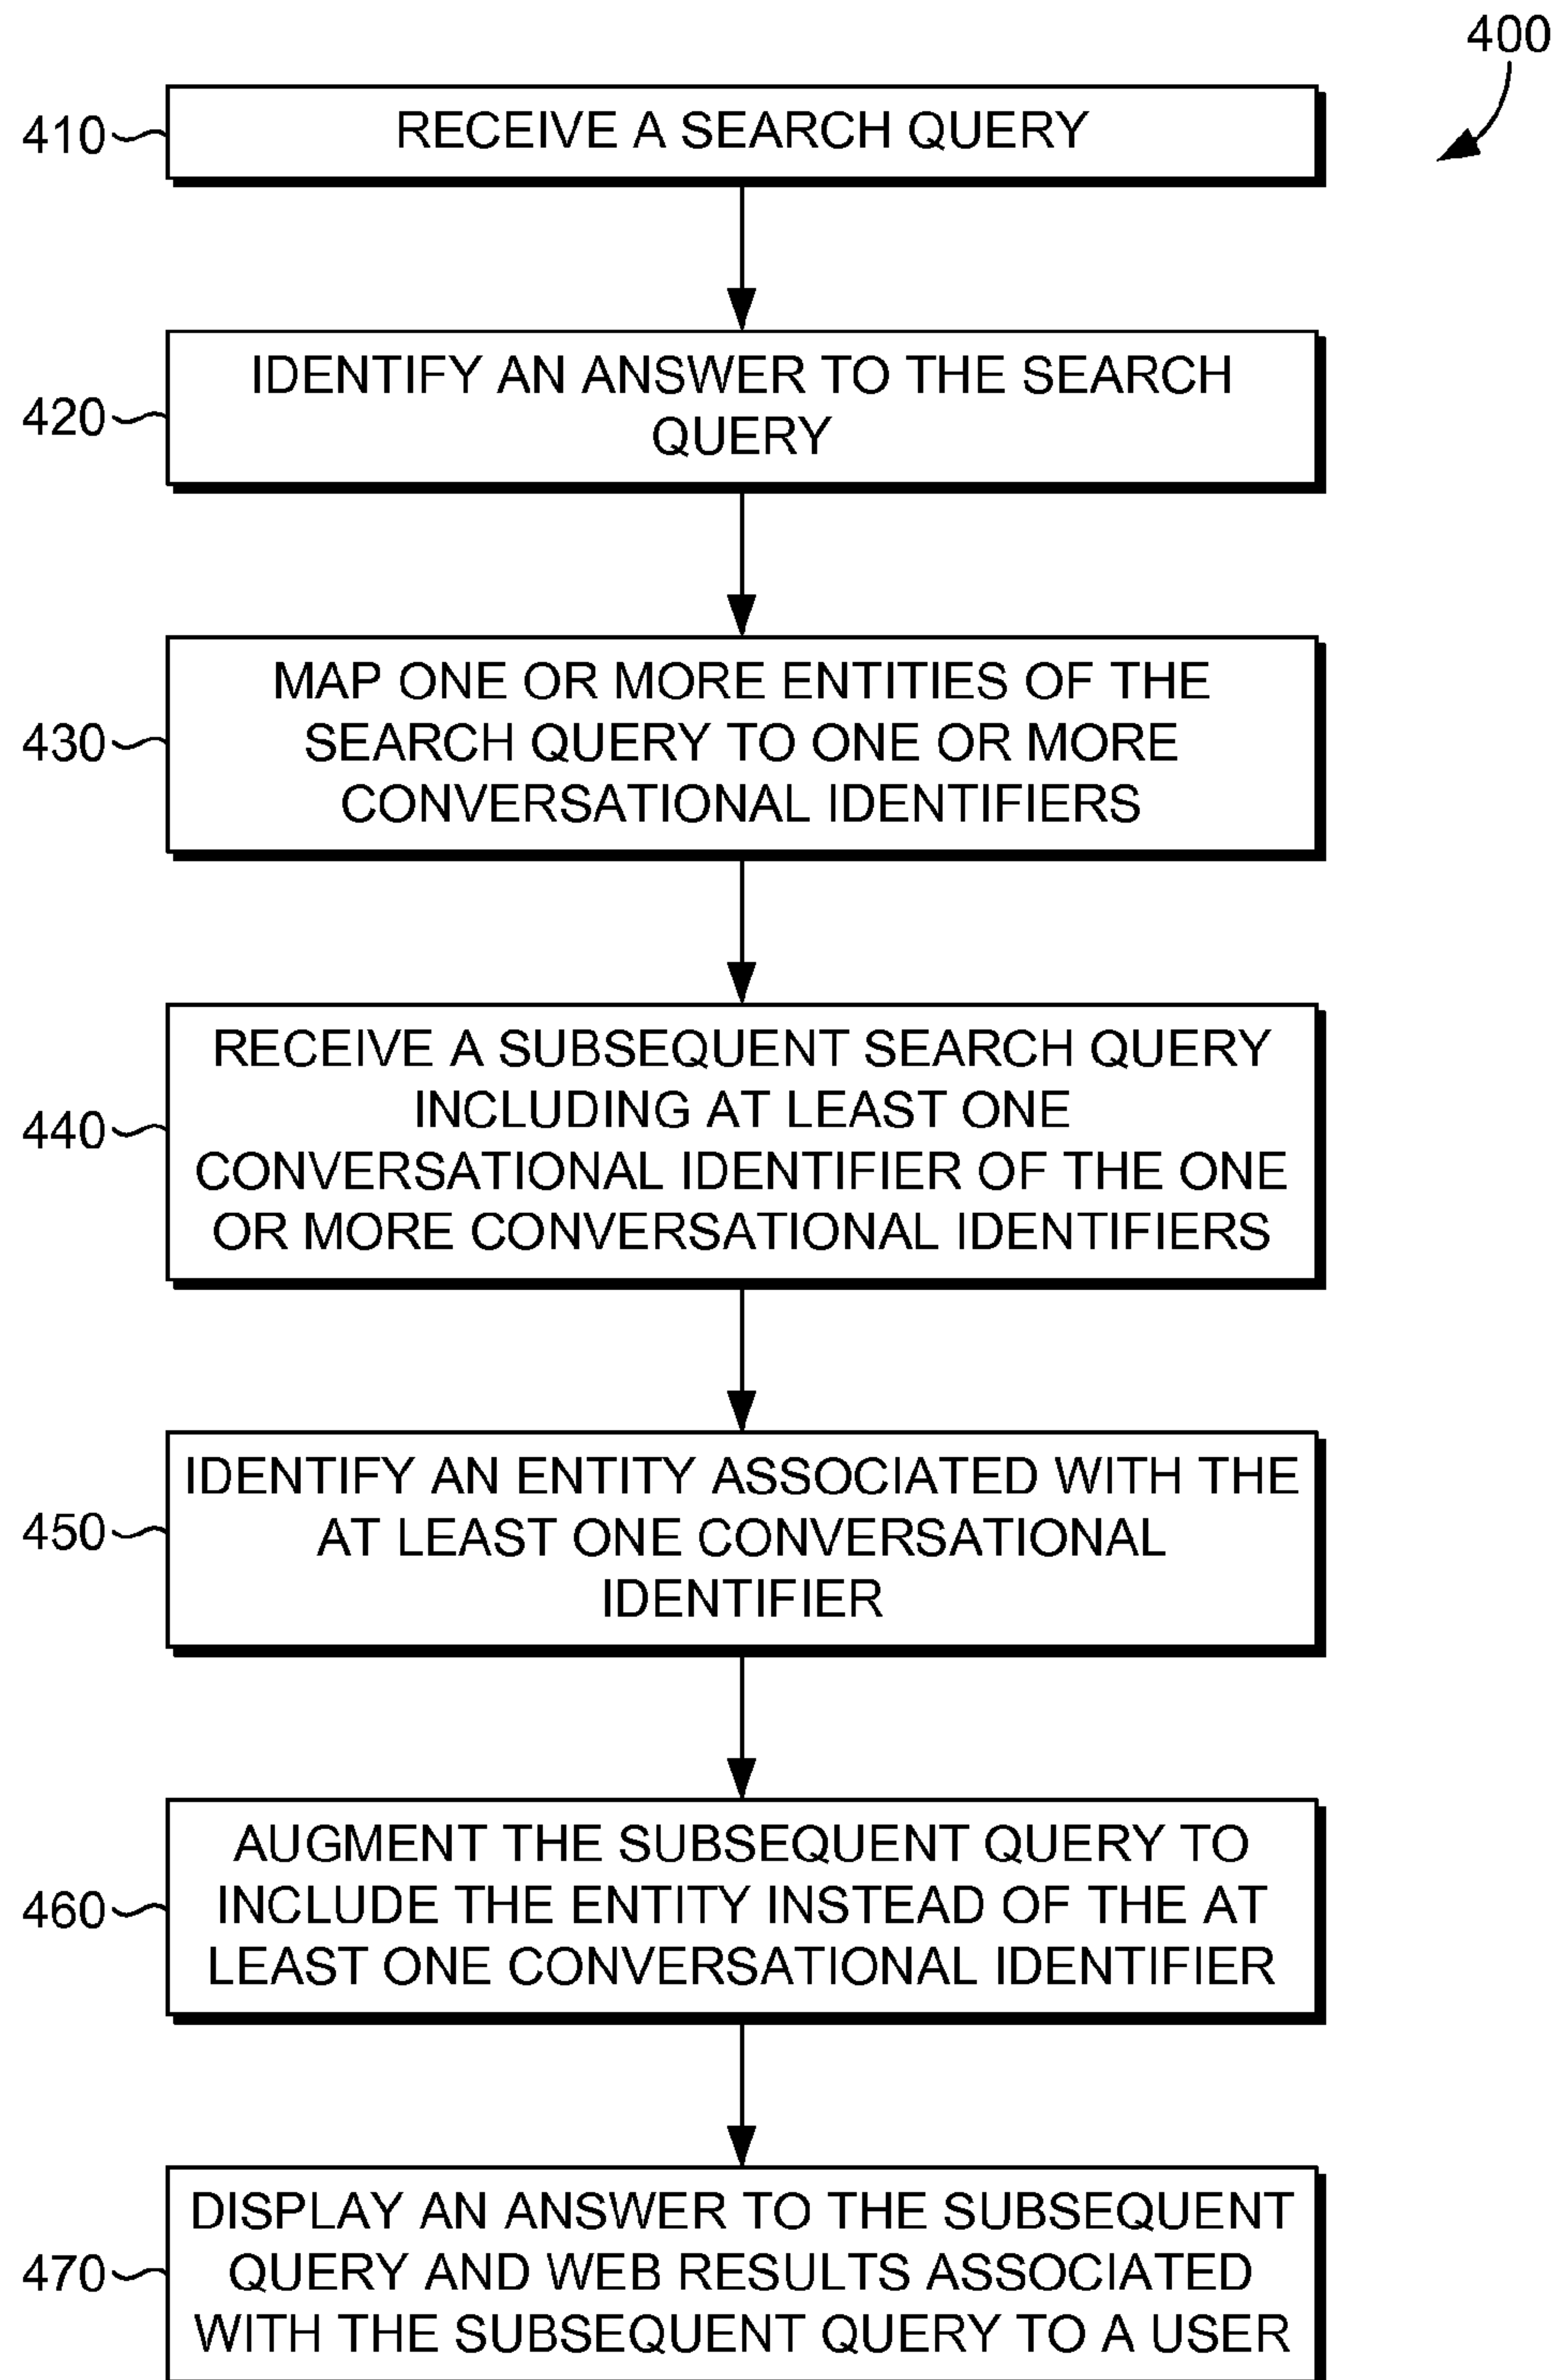 400
410
RECEIVE A SEARCH QUERY
420
IDENTIFY AN ANSWER TO THE SEARCH
QUERY
430
MAP ONE OR MORE ENTITIES OF THE
SEARCH QUERY TO ONE OR MORE
CONVERSATIONAL IDENTIFIERS
440
RECEIVE A SUBSEQUENT SEARCH QUERY
INCLUDING AT LEAST ONE
CONVERSATIONAL IDENTIFIER OF THE ONE
OR MORE CONVERSATIONAL IDENTIFIERS
450
IDENTIFY AN ENTITY ASSOCIATED WITH THE
AT LEAST ONE CONVERSATIONAL
IDENTIFIER
460
AUGMENT THE SUBSEQUENT QUERY TO
INCLUDE THE ENTITY INSTEAD OF THE AT
LEAST ONE CONVERSATIONAL IDENTIFIER
470
DISPLAY AN ANSWER TO THE SUBSEQUENT
QUERY AND WEB RESULTS ASSOCIATED
WITH THE SUBSEQUENT QUERY TO A USER